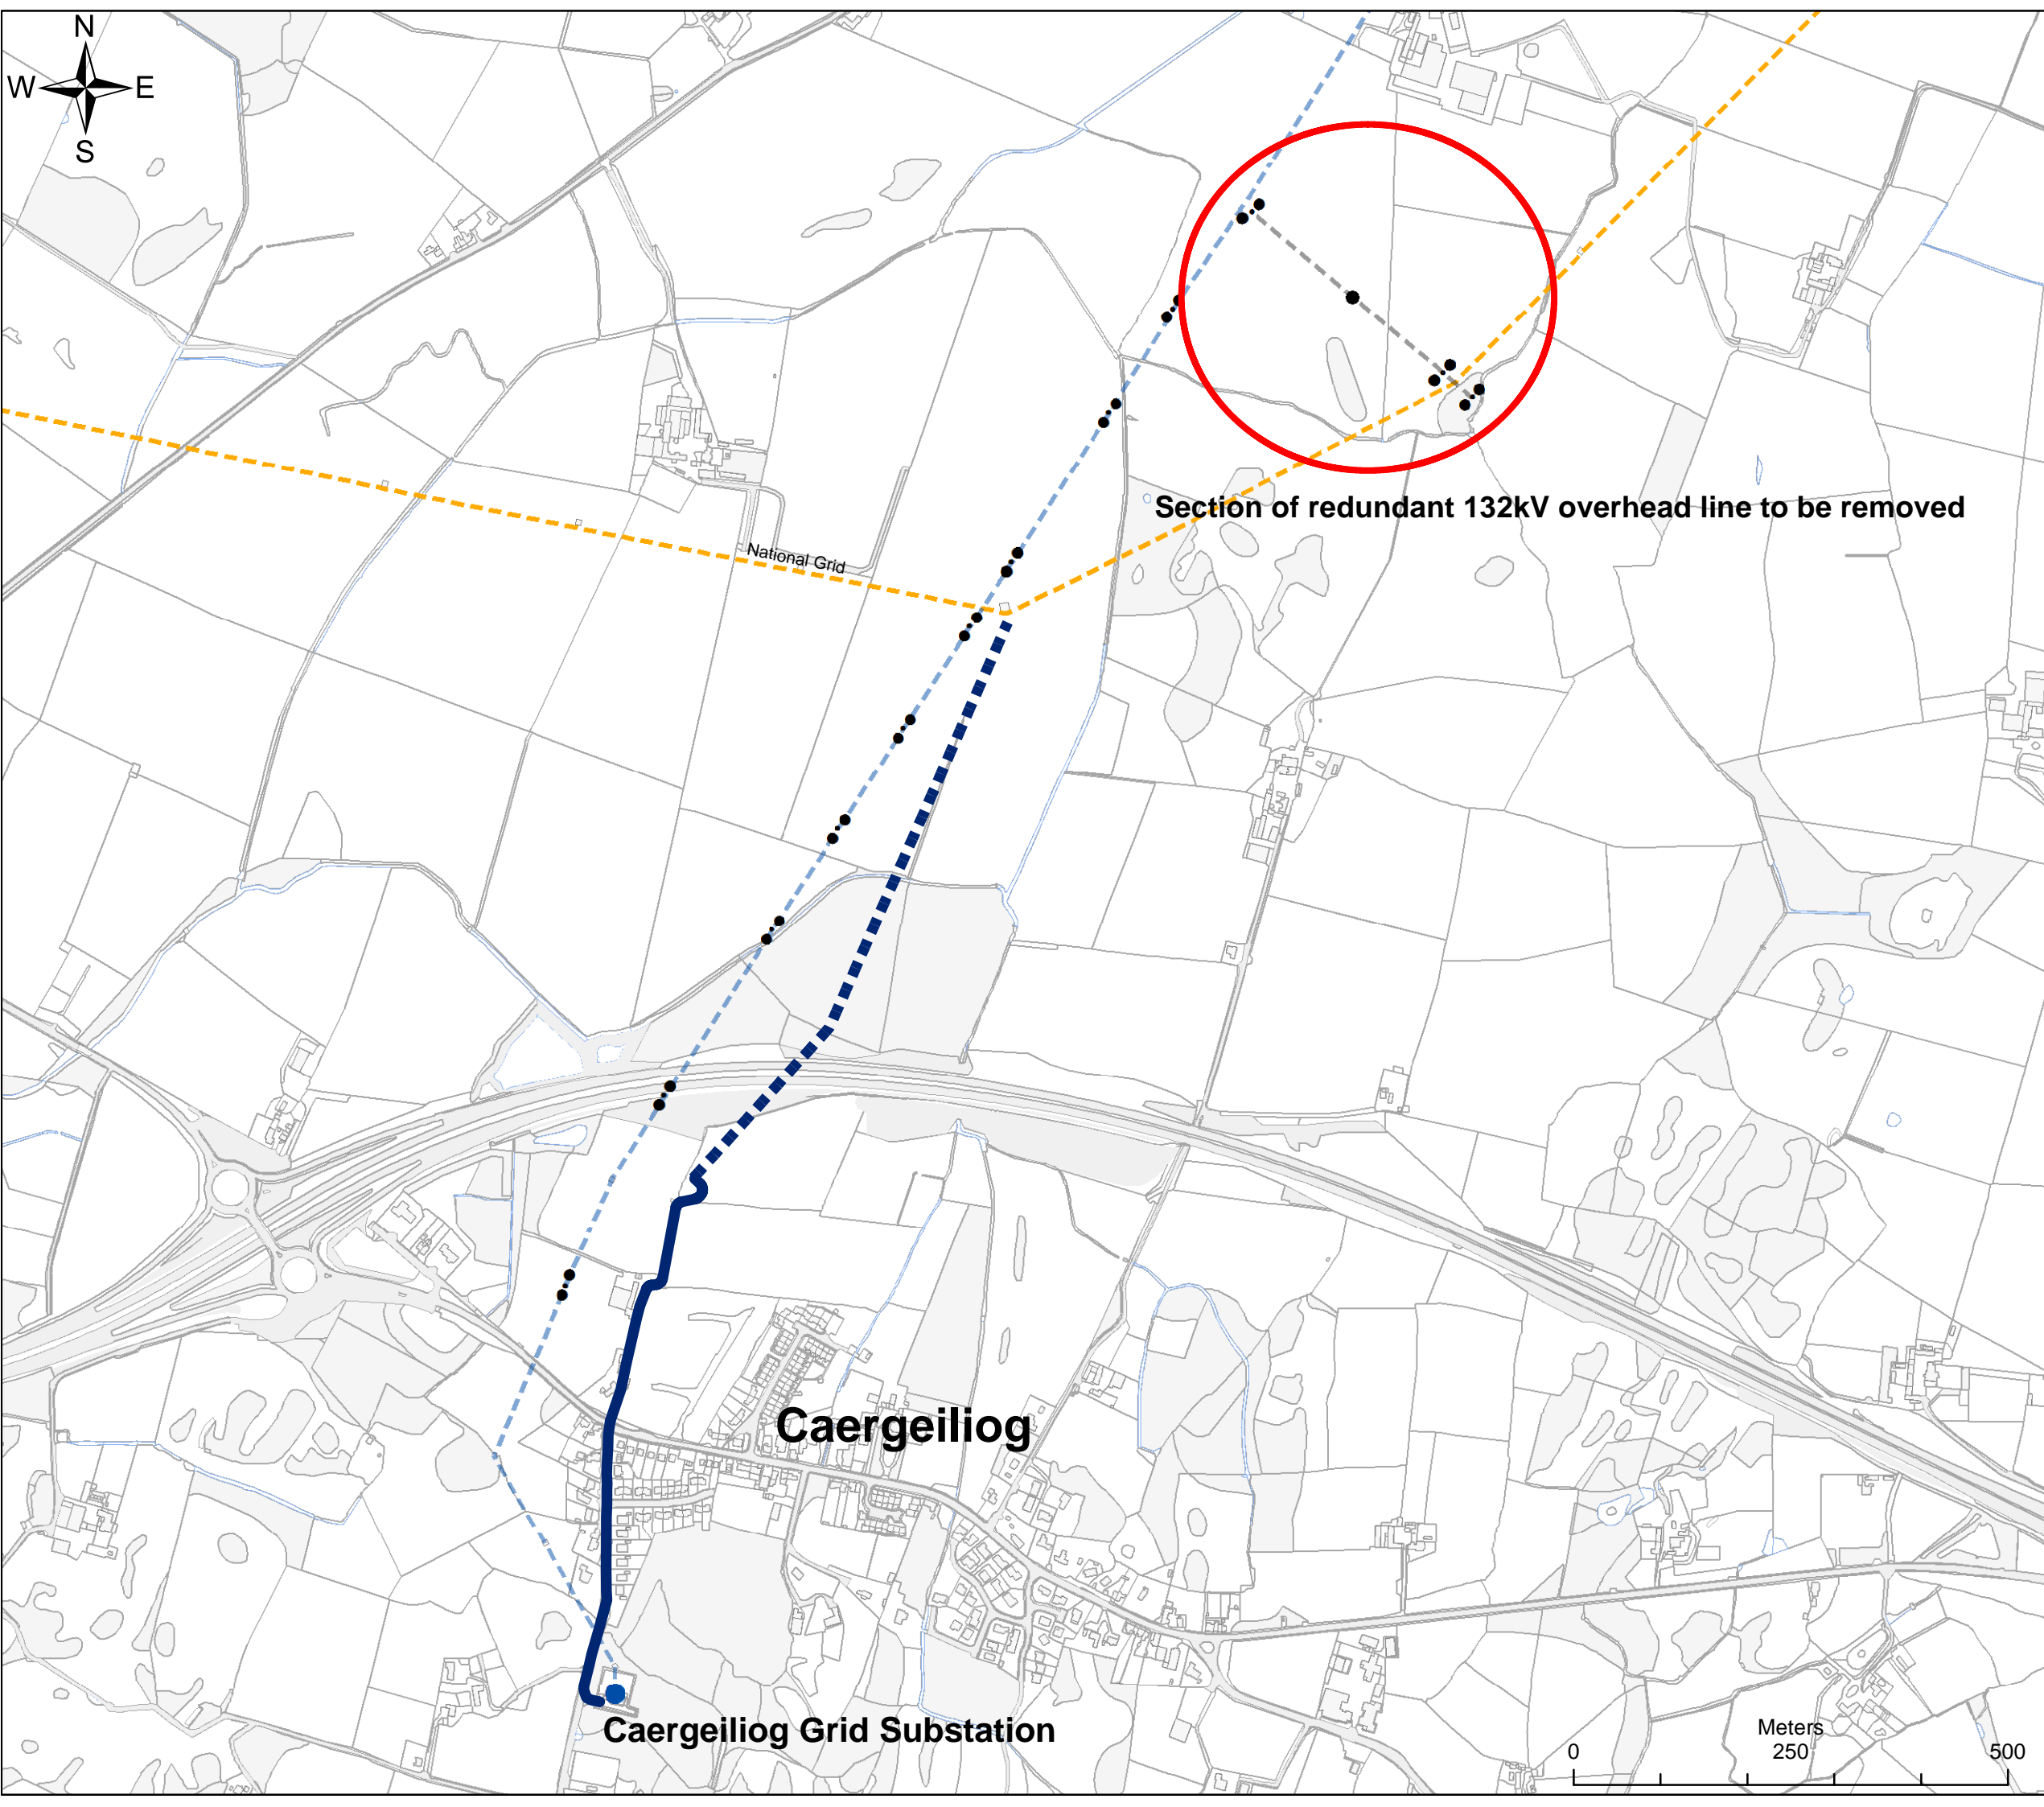 N
W E
S
Section of redundant 132kV overhead line to be removed
National Grid
Caergeiliog
Caergeiliog Grid Substation
Meters
0 250 500